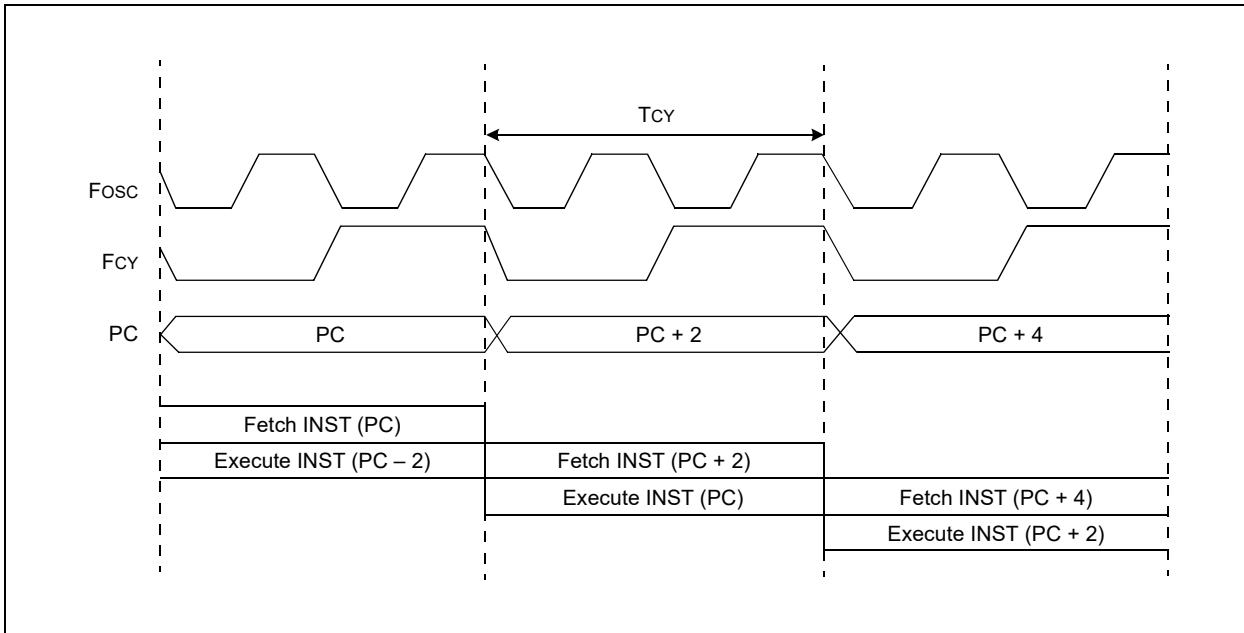 TCY
FOSC
FCY
PC
PC
PC + 2
PC + 4
Fetch INST (PC)
Execute INST (PC – 2)
Fetch INST (PC + 2)
Execute INST (PC)
Fetch INST (PC + 4)
Execute INST (PC + 2)